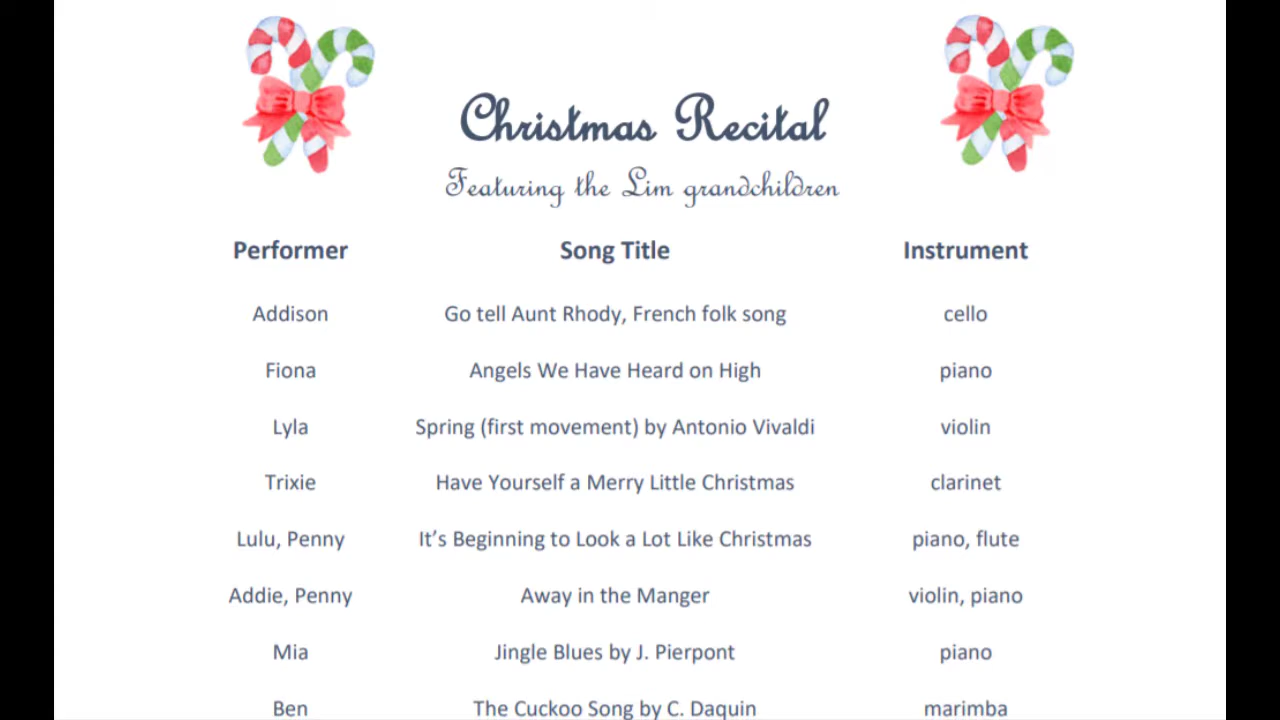 Christmas Recital
Featuring the Lim grandchildren
Performer Song Title Instrument
Addison Go tell Aunt Rhody, French folk song cello
Fiona Angels We Have Heard on High piano
Lyla Spring (first movement) by Antonio Vivaldi violin
Trixie Have Yourself a Merry Little Christmas clarinet
Lulu, Penny It’s Beginning to Look a Lot Like Christmas piano, flute
Addie, Penny Away in the Manger violin, piano
Mia Jingle Blues by J. Pierpont piano
Ben The Cuckoo Song by C. Daquin marimba